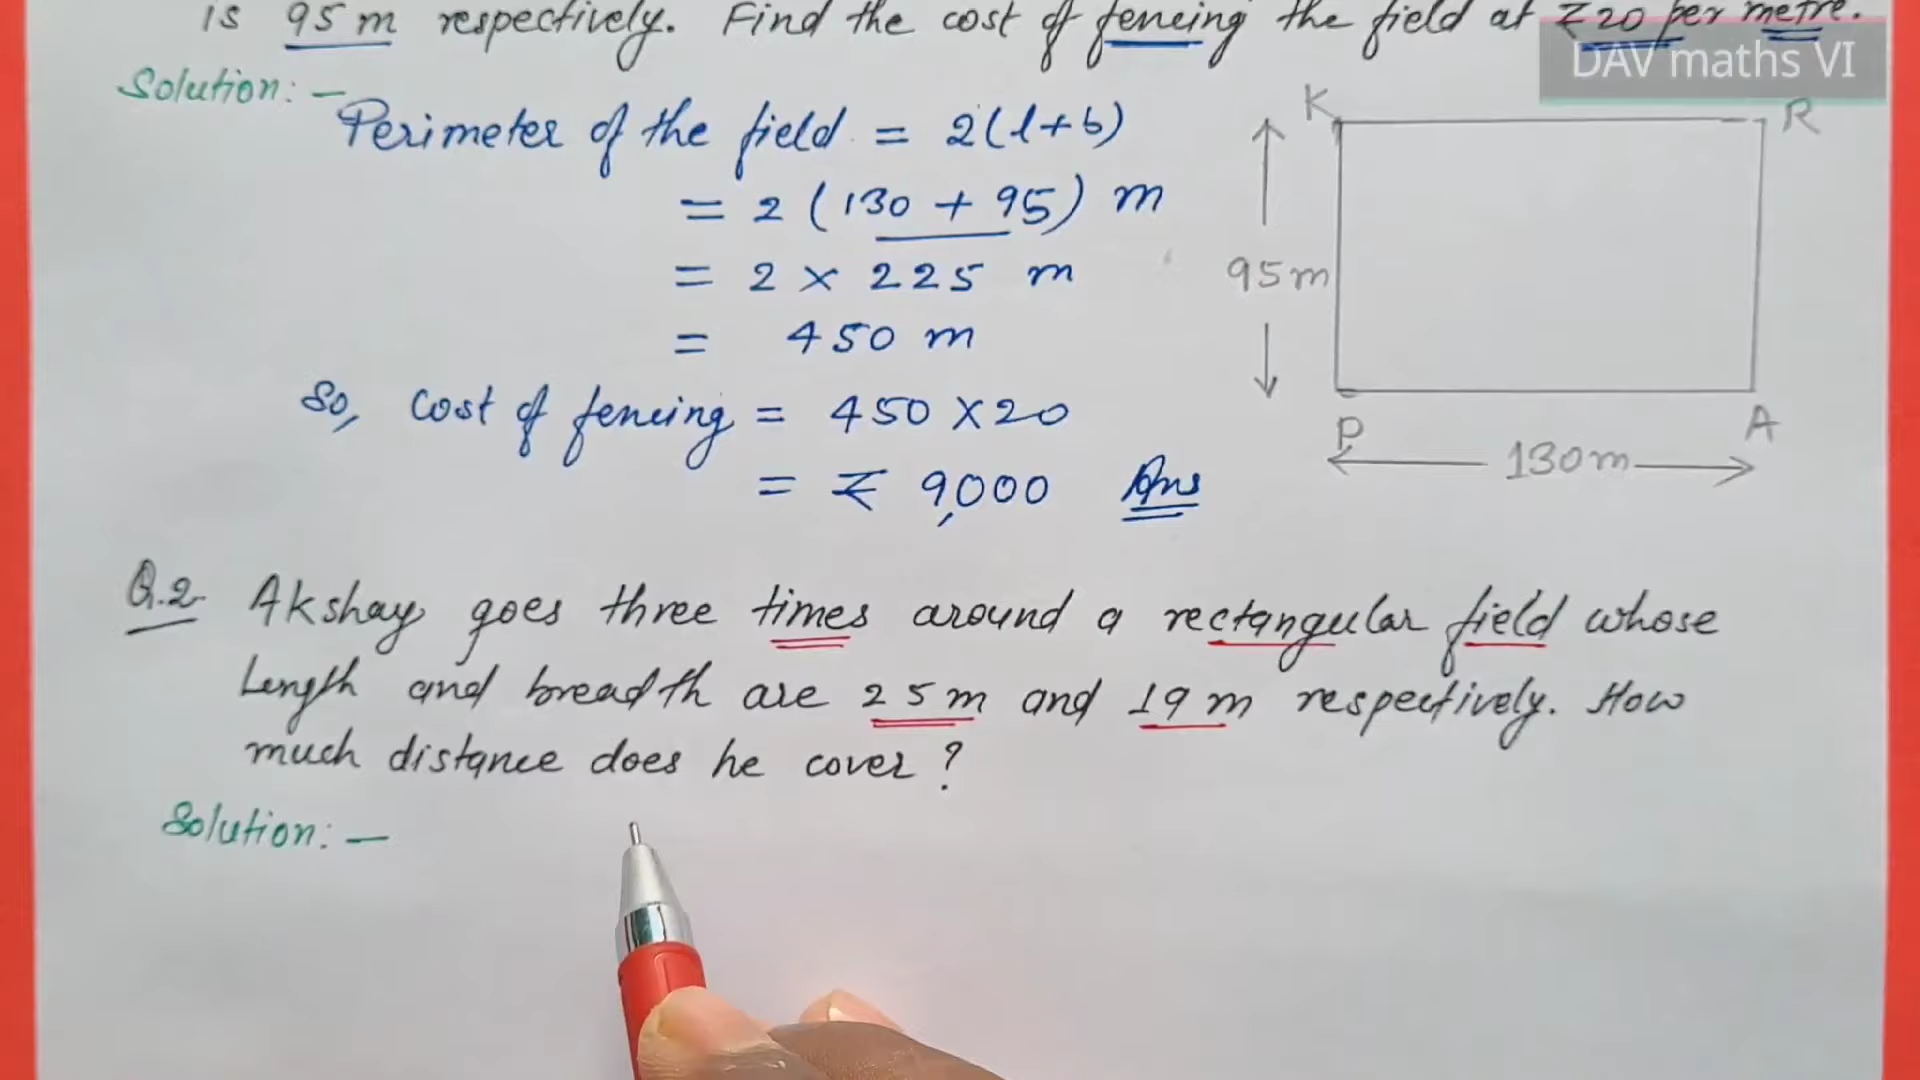 is 95 m respectively. Find the cost of fencing the field at ₹20 per metre.
DAV maths VI
Solution:-
Perimeter of the field = 2(l+b)
= 2 (130 + 95) m
= 2 × 225 m
= 450 m
So, cost of fencing = 450 × 20
= ₹ 9,000 Ans
K R
95m
P A
130m
Q.2 Akshay goes three times around a rectangular field whose
length and breadth are 25m and 19m respectively. How
much distance does he cover?
Solution:-